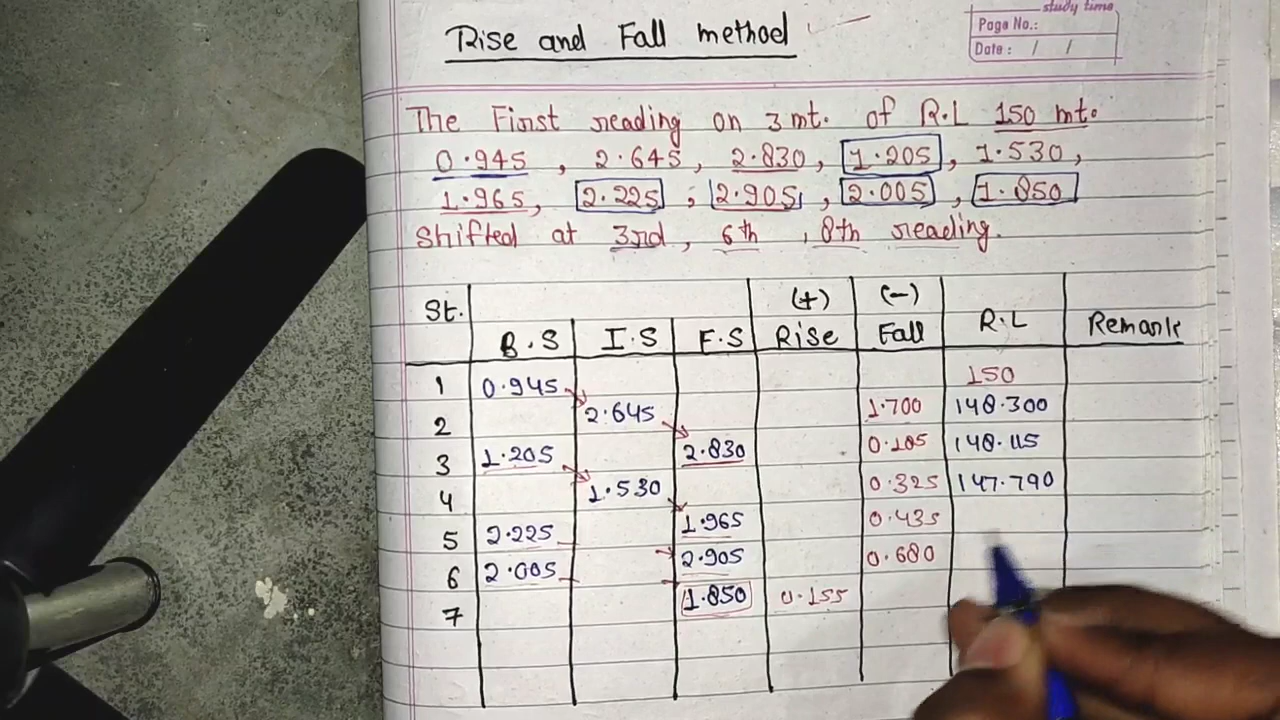 study time
Page No.:
Date : / /
Rise and Fall method
The First reading on 3 mt. of R.L 150 mt.
0.945 , 2.645, 2.830, 1.205, 1.530,
1.965, 2.225 , 2.905, 2.005 , 1.850
Shifted at 3rd, 6th , 8th reading.
St. B.S I.S F.S (+) Rise (-) Fall R.L Remark
1 0.945 150
2 2.645 1.700 148.300
3 1.205 2.830 0.185 148.115
4 1.530 0.325 147.790
5 2.225 1.965 0.435
6 2.005 2.905 0.680
7 1.850 0.155